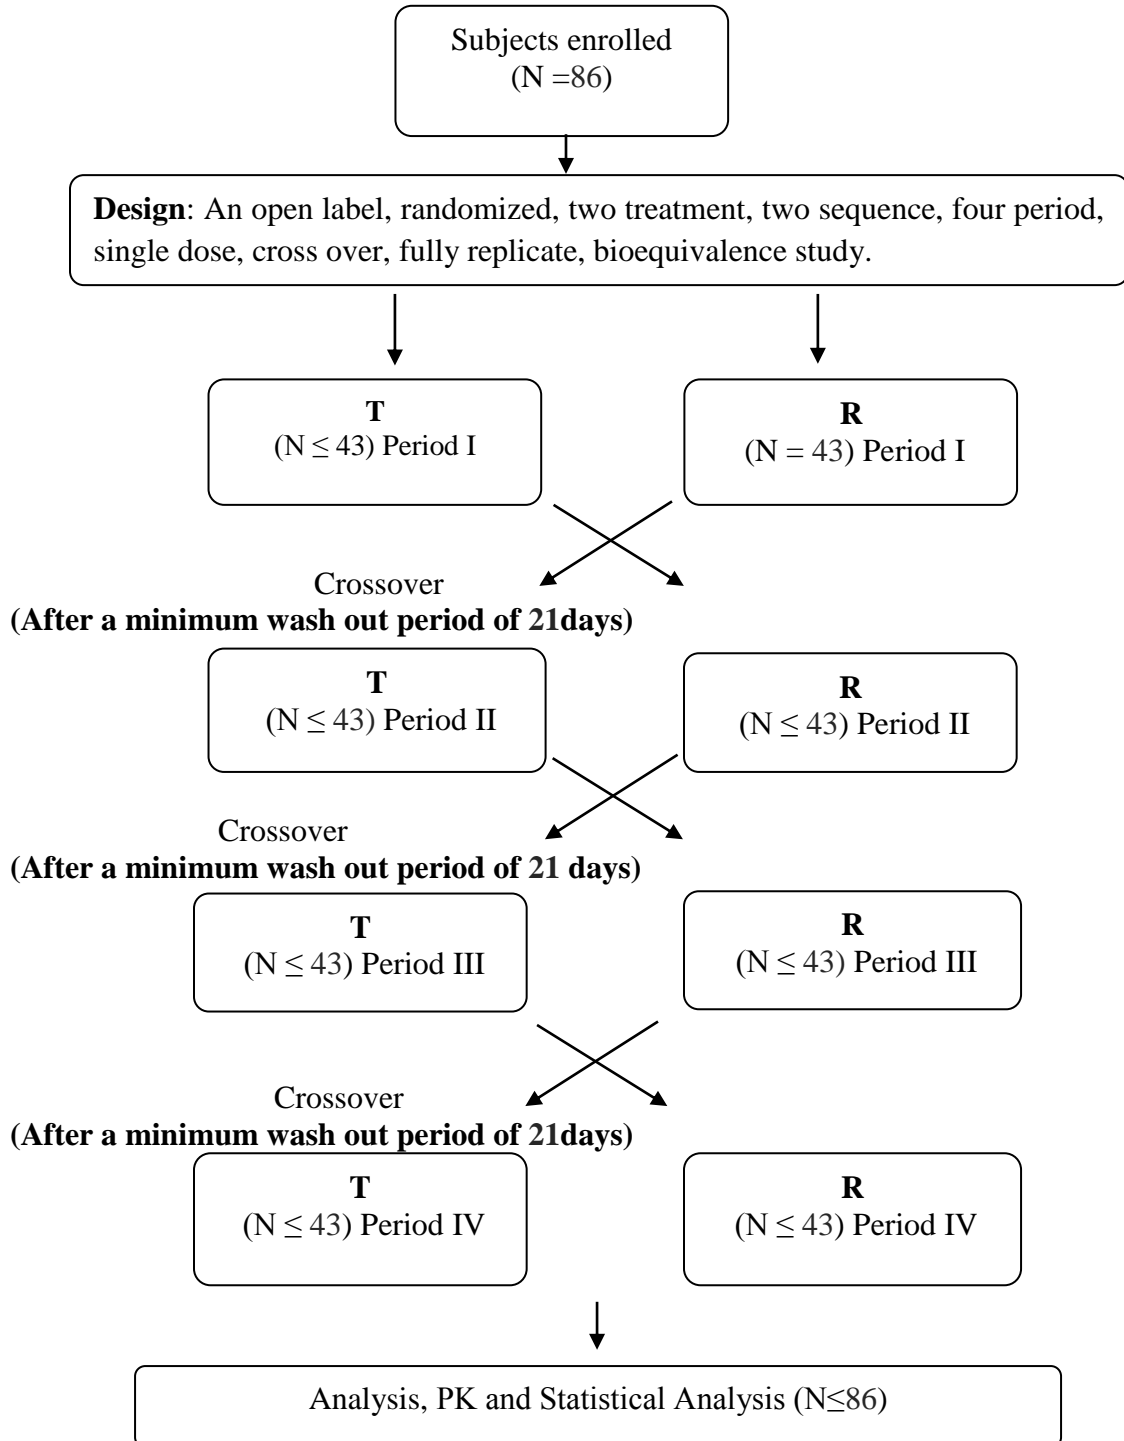 Subjects enrolled
(N =86)
Design: An open label, randomized, two treatment, two sequence, four period,
single dose, cross over, fully replicate, bioequivalence study.
T
(N ≤ 43) Period I
R
(N = 43) Period I
Crossover
(After a minimum wash out period of 21days)
T
(N ≤ 43) Period II
R
(N ≤ 43) Period II
Crossover
(After a minimum wash out period of 21 days)
T
(N ≤ 43) Period III
R
(N ≤ 43) Period III
Crossover
(After a minimum wash out period of 21days)
T
(N ≤ 43) Period IV
R
(N ≤ 43) Period IV
Analysis, PK and Statistical Analysis (N≤86)